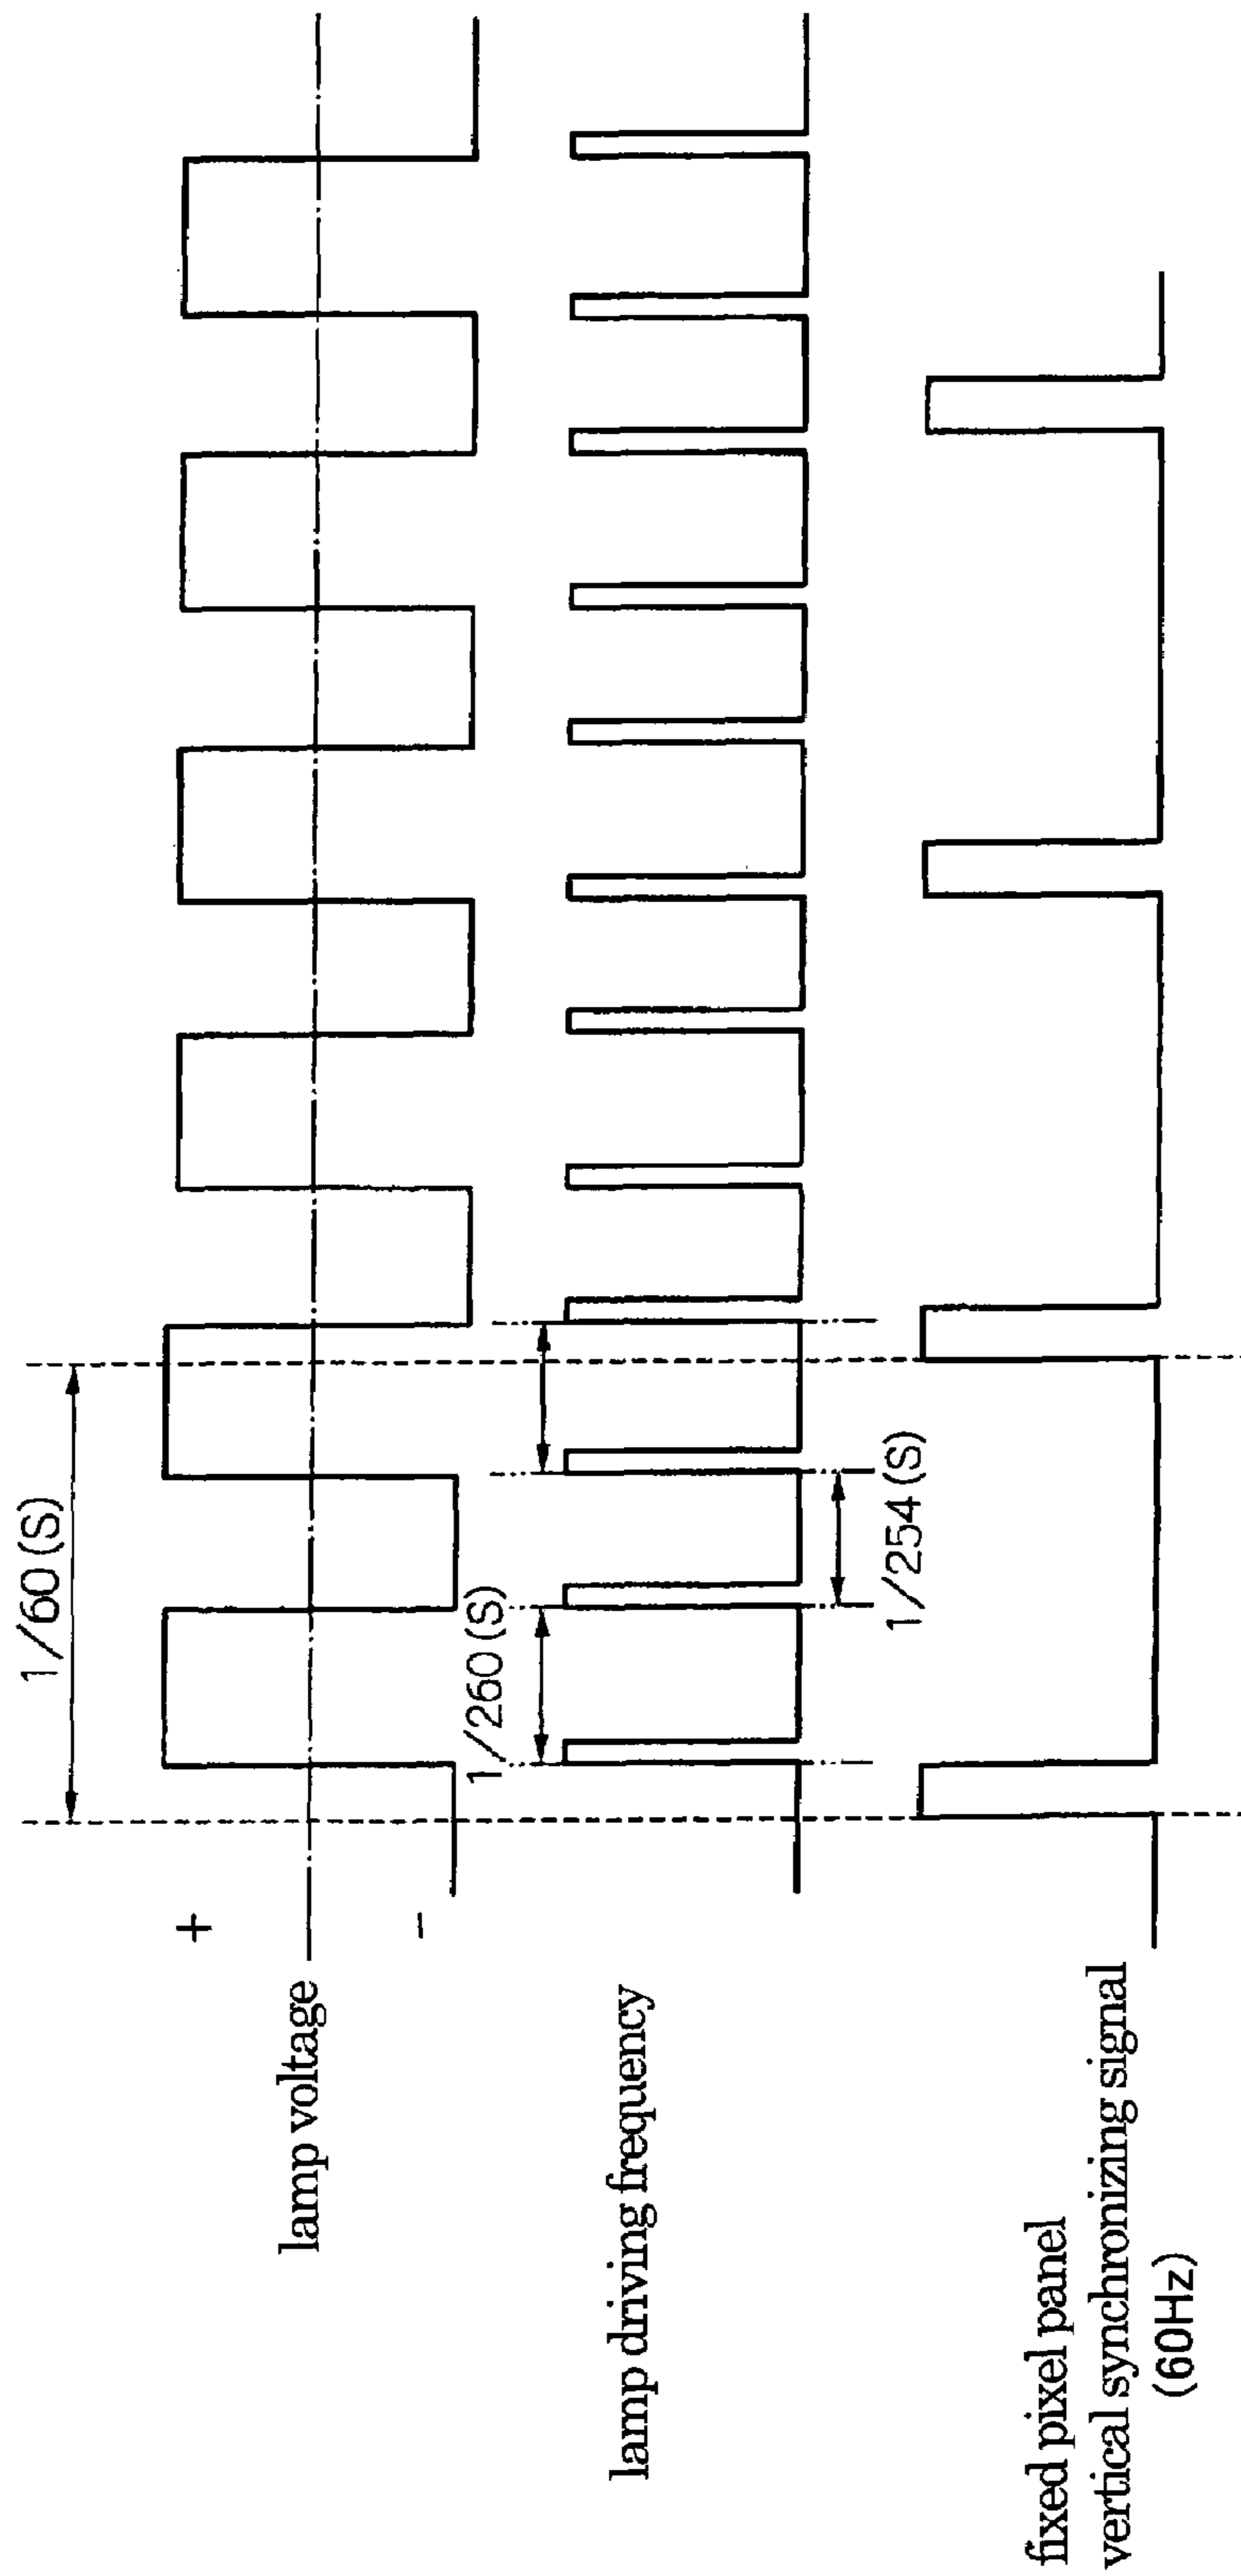 1/60 (S)
+
lamp voltage
-
1/260 (S)
lamp driving frequency
1/254 (S)
fixed pixel panel
vertical synchronizing signal
(60Hz)